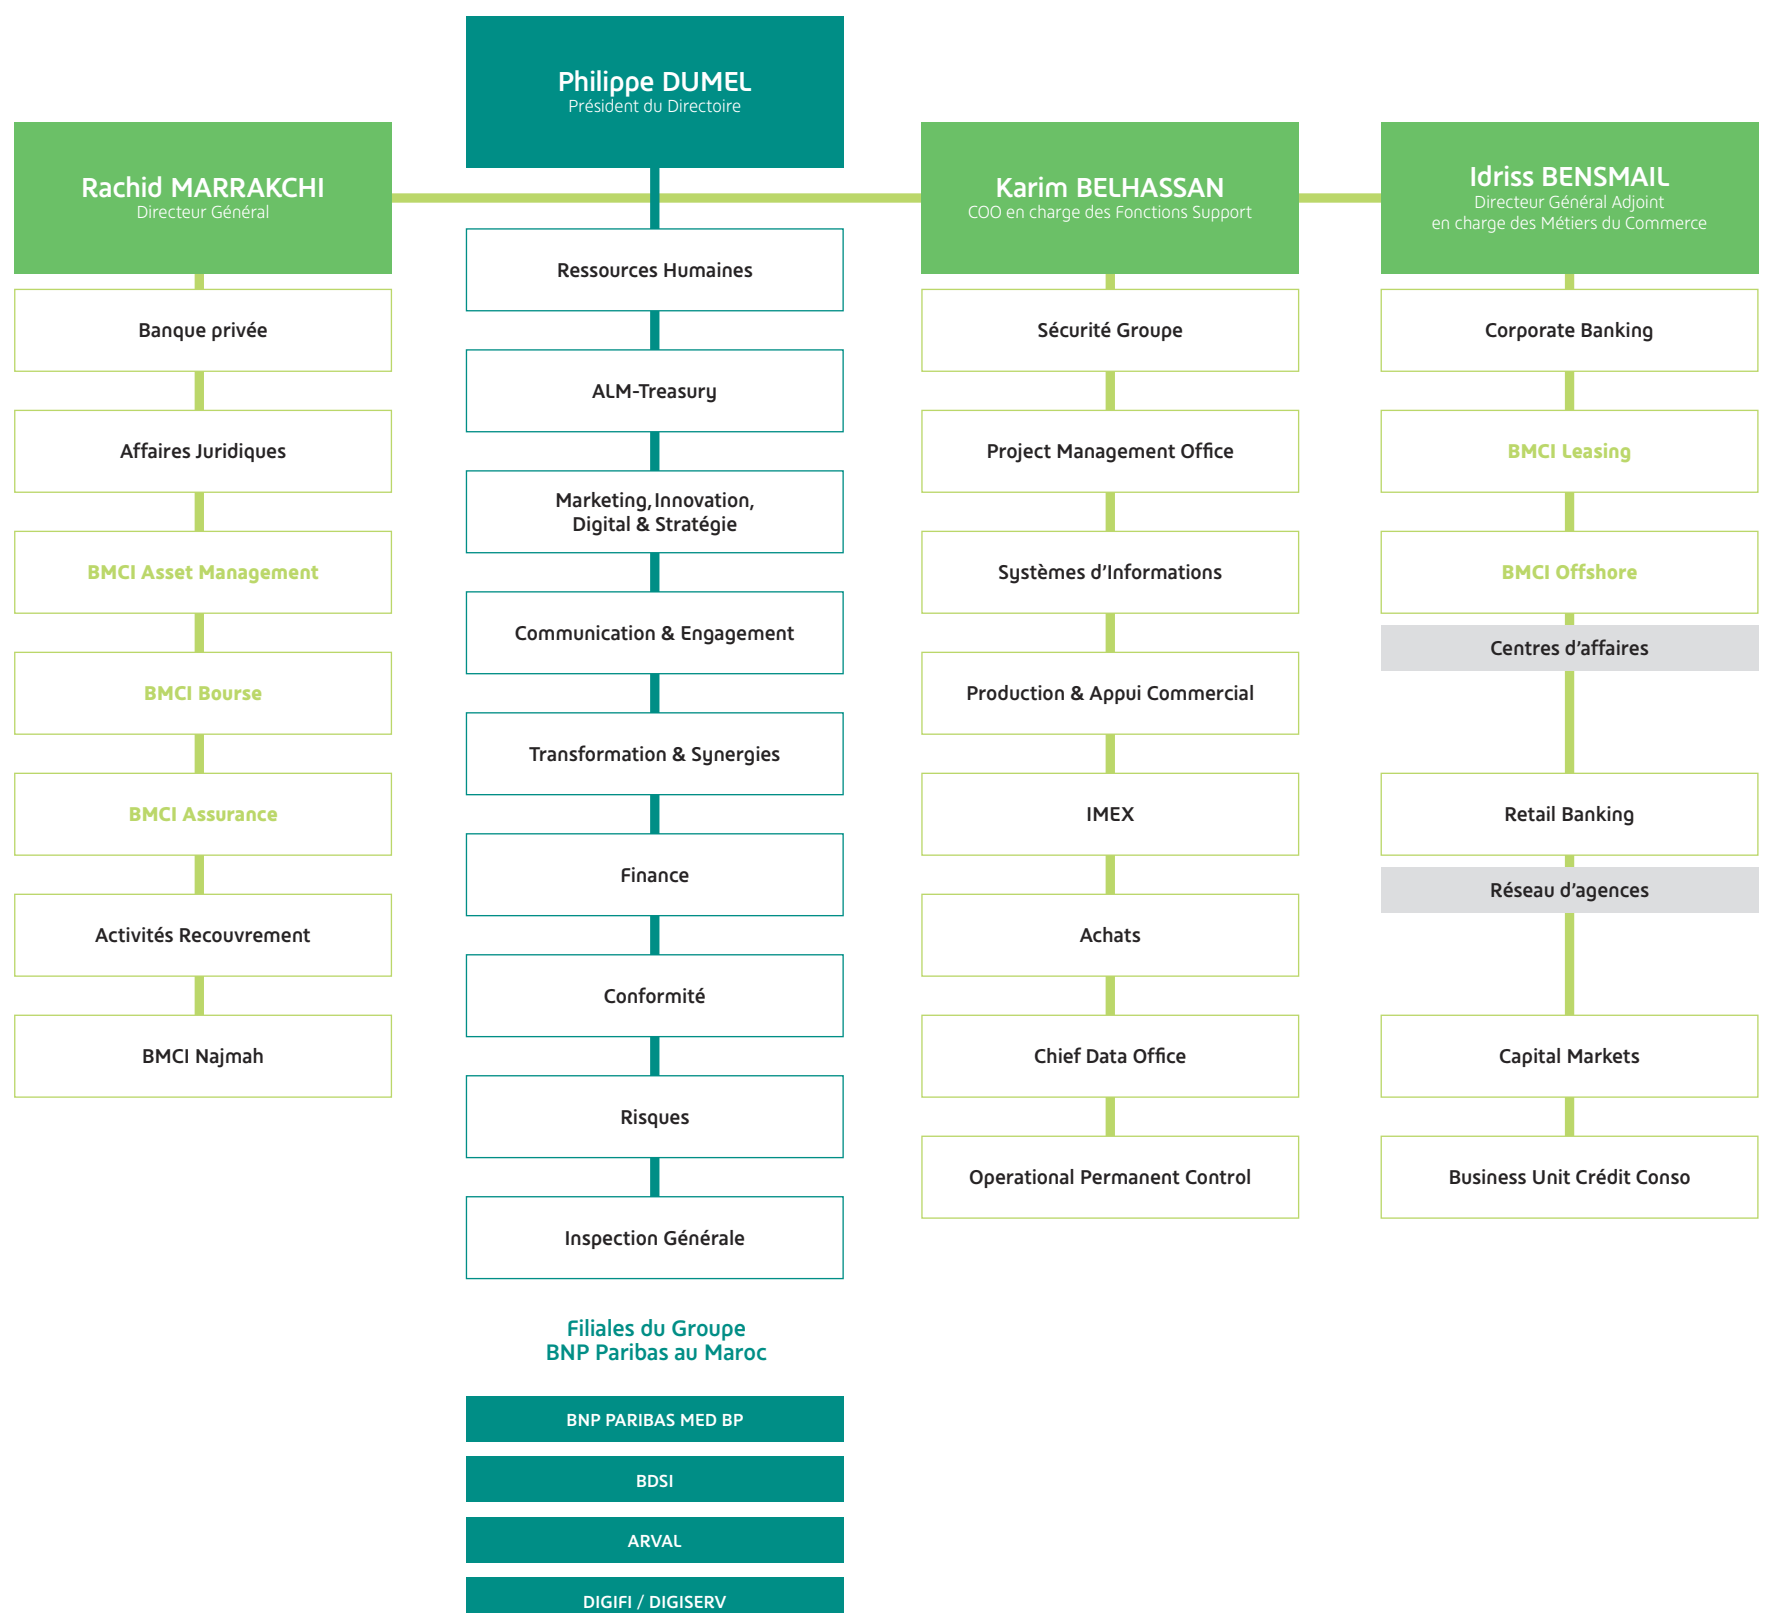 Philippe DUMEL
Président du Directoire
Rachid MARRAKCHI
Directeur Général
Banque privée
Affaires Juridiques
BMCI Asset Management
BMCI Bourse
BMCI Assurance
Activités Recouvrement
BMCI Najmah
Ressources Humaines
ALM-Treasury
Marketing, Innovation,
Digital & Stratégie
Communication & Engagement
Transformation & Synergies
Finance
Conformité
Risques
Inspection Générale
Filiales du Groupe
BNP Paribas au Maroc
BNP PARIBAS MED BP
BDSI
ARVAL
DIGIFI / DIGISERV
Karim BELHASSAN
COO en charge des Fonctions Support
Sécurité Groupe
Project Management Office
Systèmes d'Informations
Production & Appui Commercial
IMEX
Achats
Chief Data Office
Operational Permanent Control
Idriss BENSMAIL
Directeur Général Adjoint
en charge des Métiers du Commerce
Corporate Banking
BMCI Leasing
BMCI Offshore
Centres d'affaires
Retail Banking
Réseau d'agences
Capital Markets
Business Unit Crédit Conso